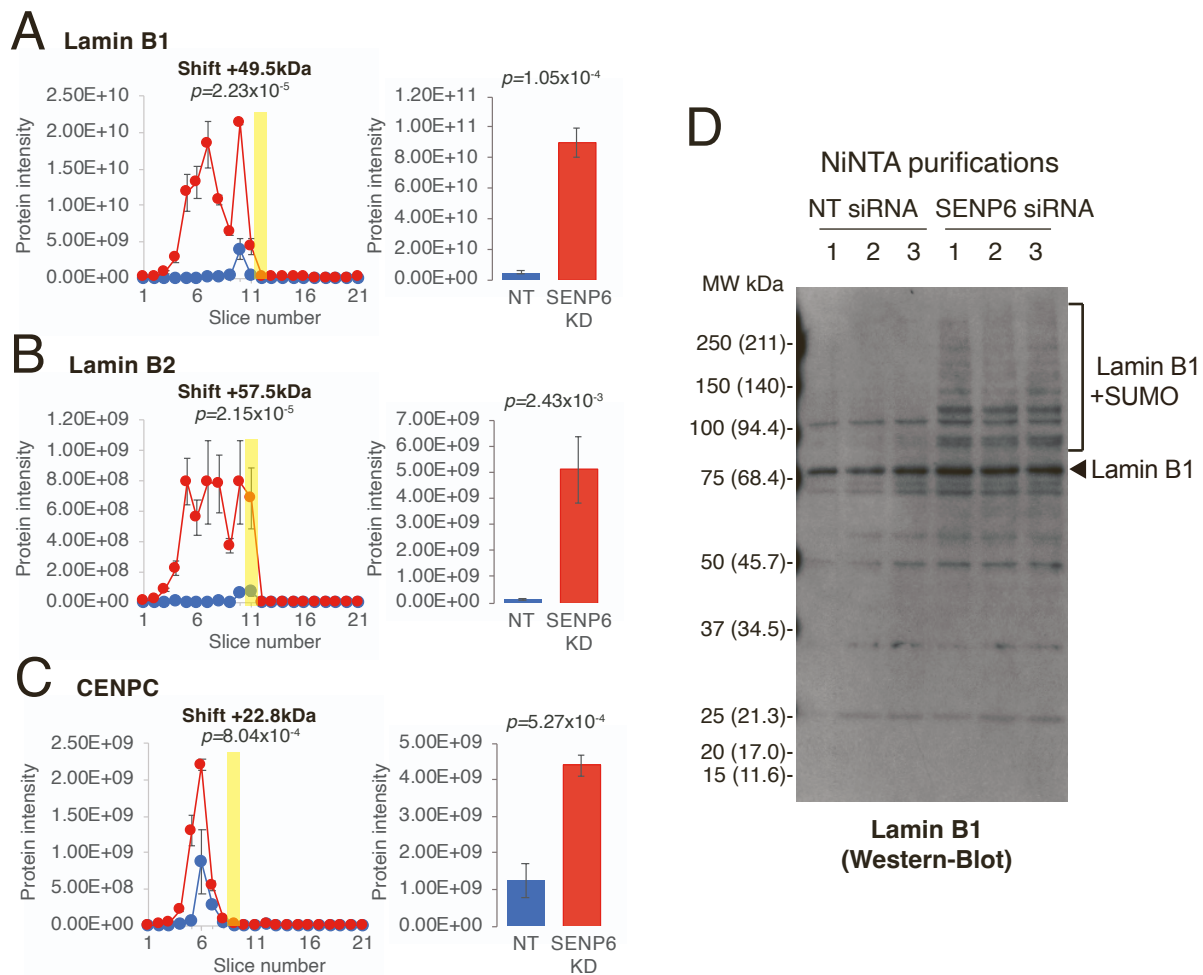 A Lamin B1
Shift +49.5kDa
p=2.23x10-5
Protein intensity
2.50E+10
2.00E+10
1.50E+10
1.00E+10
5.00E+09
0.00E+00
1 6 11 16 21
Slice number
p=1.05x10-4
Protein intensity
1.20E+11
1.00E+11
8.00E+10
6.00E+10
4.00E+10
2.00E+10
0.00E+00
NT SENP6
KD
B Lamin B2
Shift +57.5kDa
p=2.15x10-5
Protein intensity
1.20E+09
1.00E+09
8.00E+08
6.00E+08
4.00E+08
2.00E+08
0.00E+00
1 6 11 16 21
Slice number
p=2.43x10-3
Protein intensity
7.00E+09
6.00E+09
5.00E+09
4.00E+09
3.00E+09
2.00E+09
1.00E+09
0.00E+00
NT SENP6
KD
C CENPC
Shift +22.8kDa
p=8.04x10-4
Protein intensity
2.50E+09
2.00E+09
1.50E+09
1.00E+09
5.00E+08
0.00E+00
1 6 11 16 21
Slice number
p=5.27x10-4
Protein intensity
5.00E+09
4.00E+09
3.00E+09
2.00E+09
1.00E+09
0.00E+00
NT SENP6
KD
D
NiNTA purifications
NT siRNA SENP6 siRNA
1 2 3 1 2 3
MW kDa
250 (211)-
150 (140)-
100 (94.4)-
75 (68.4)-
50 (45.7)-
37 (34.5)-
25 (21.3)-
20 (17.0)-
15 (11.6)-
Lamin B1
+SUMO
Lamin B1
Lamin B1
(Western-Blot)